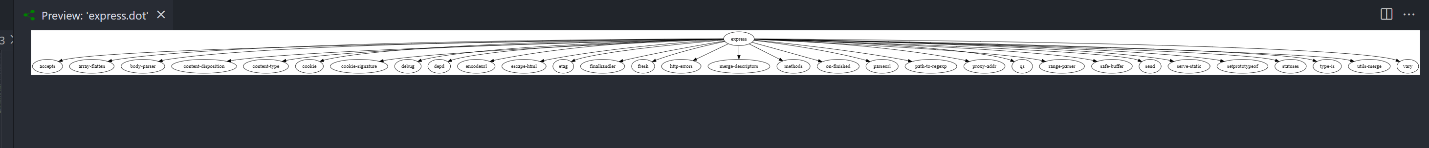 Preview: 'express.dot'
3
express
accepts array-flatten body-parser content-disposition content-type cookie cookie-signature debug depd encodeurl escape-html etag finalhandler fresh http-errors merge-descriptors methods on-finished parseurl path-to-regexp proxy-addr qs range-parser safe-buffer send serve-static setprototypeof statuses type-is utils-merge vary